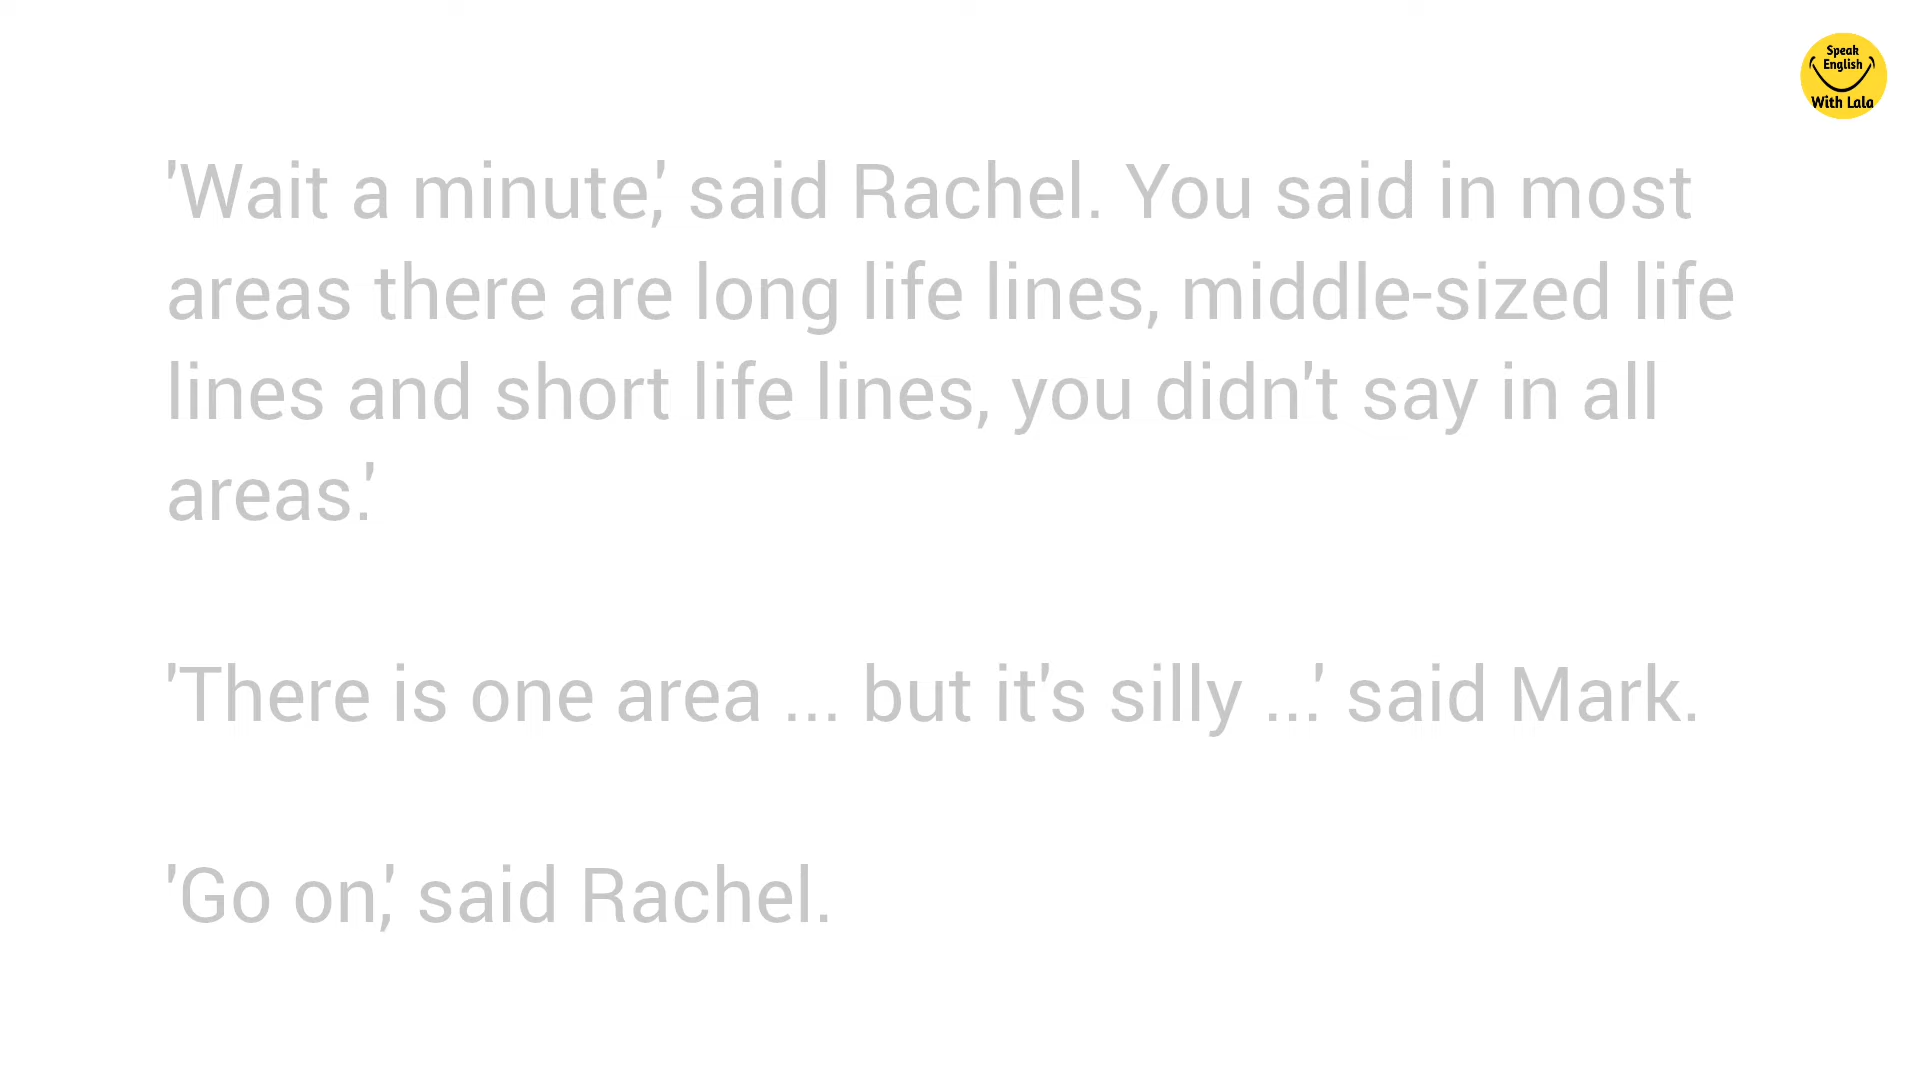 Speak
English
With Lala
'Wait a minute,' said Rachel. You said in most
areas there are long life lines, middle-sized life
lines and short life lines, you didn't say in all
areas.'
'There is one area ... but it's silly ...' said Mark.
'Go on,' said Rachel.